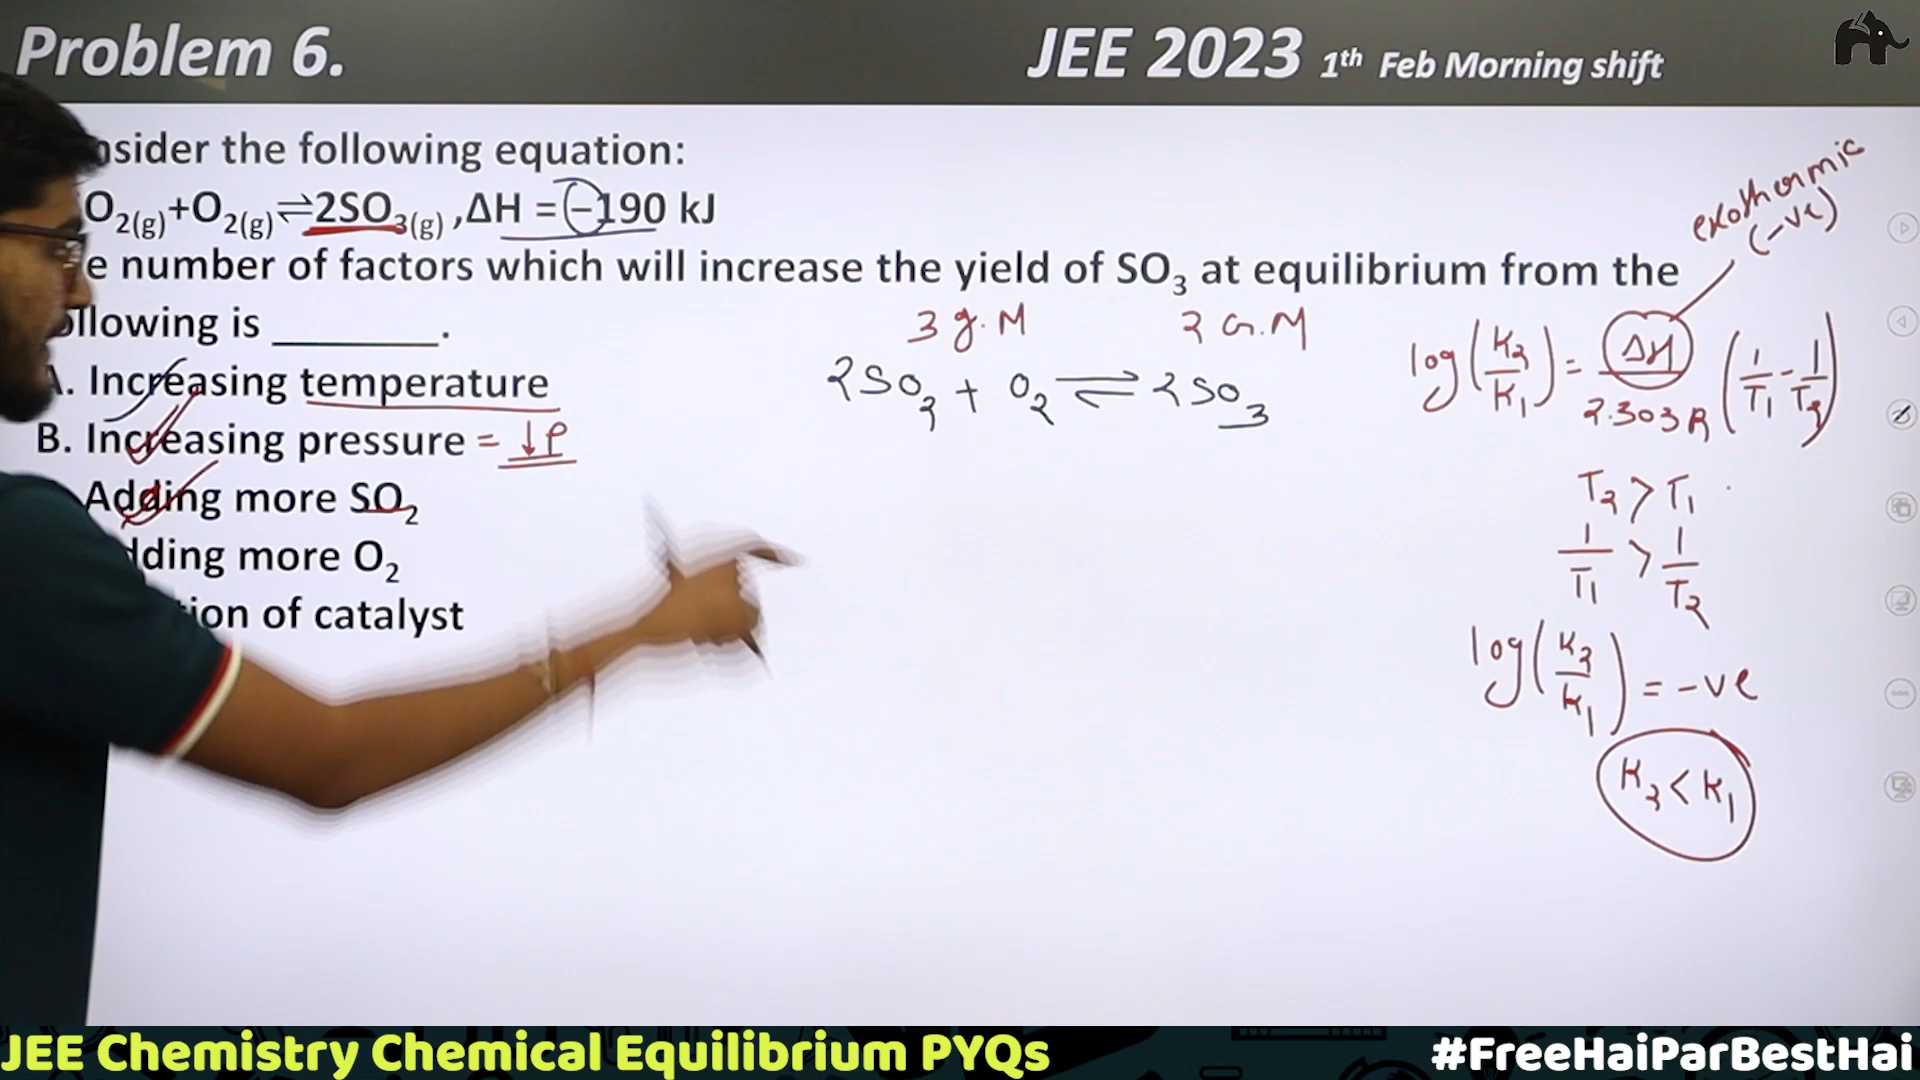 Problem 6.
JEE 2023 1th Feb Morning shift
nsider the following equation:
O2(g)+O2(g)⇌2SO3(g) ,ΔH = −190 kJ
e number of factors which will increase the yield of SO3 at equilibrium from the
llowing is _______.
A. Increasing temperature
B. Increasing pressure = ↓P
Adding more SO2
dding more O2
ion of catalyst
3 g.M 2 G.M
2SO2 + O2 ⇌ 2SO3
exothermic
(-ve)
log(K2/K1) = ΔH/2.303R (1/T1 - 1/T2)
T2 > T1
1/T1 > 1/T2
log(K2/K1) = -ve
K2 < K1
JEE Chemistry Chemical Equilibrium PYQs
#FreeHaiParBestHai